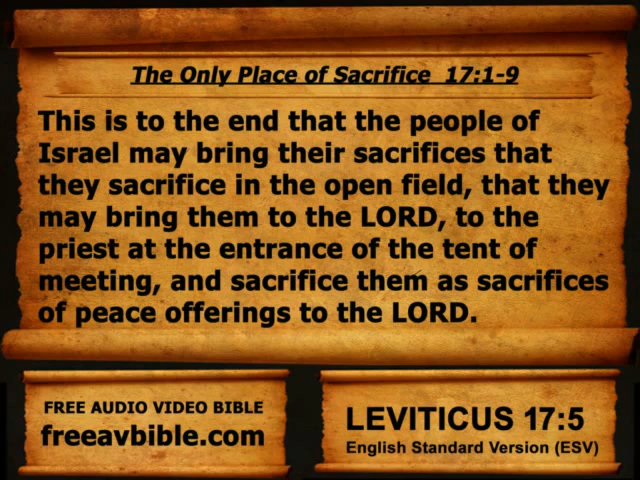 The Only Place of Sacrifice  17:1-9
This is to the end that the people of
Israel may bring their sacrifices that
they sacrifice in the open field, that they
may bring them to the LORD, to the
priest at the entrance of the tent of
meeting, and sacrifice them as sacrifices
of peace offerings to the LORD.
FREE AUDIO VIDEO BIBLE
freeavbible.com
LEVITICUS 17:5
English Standard Version (ESV)